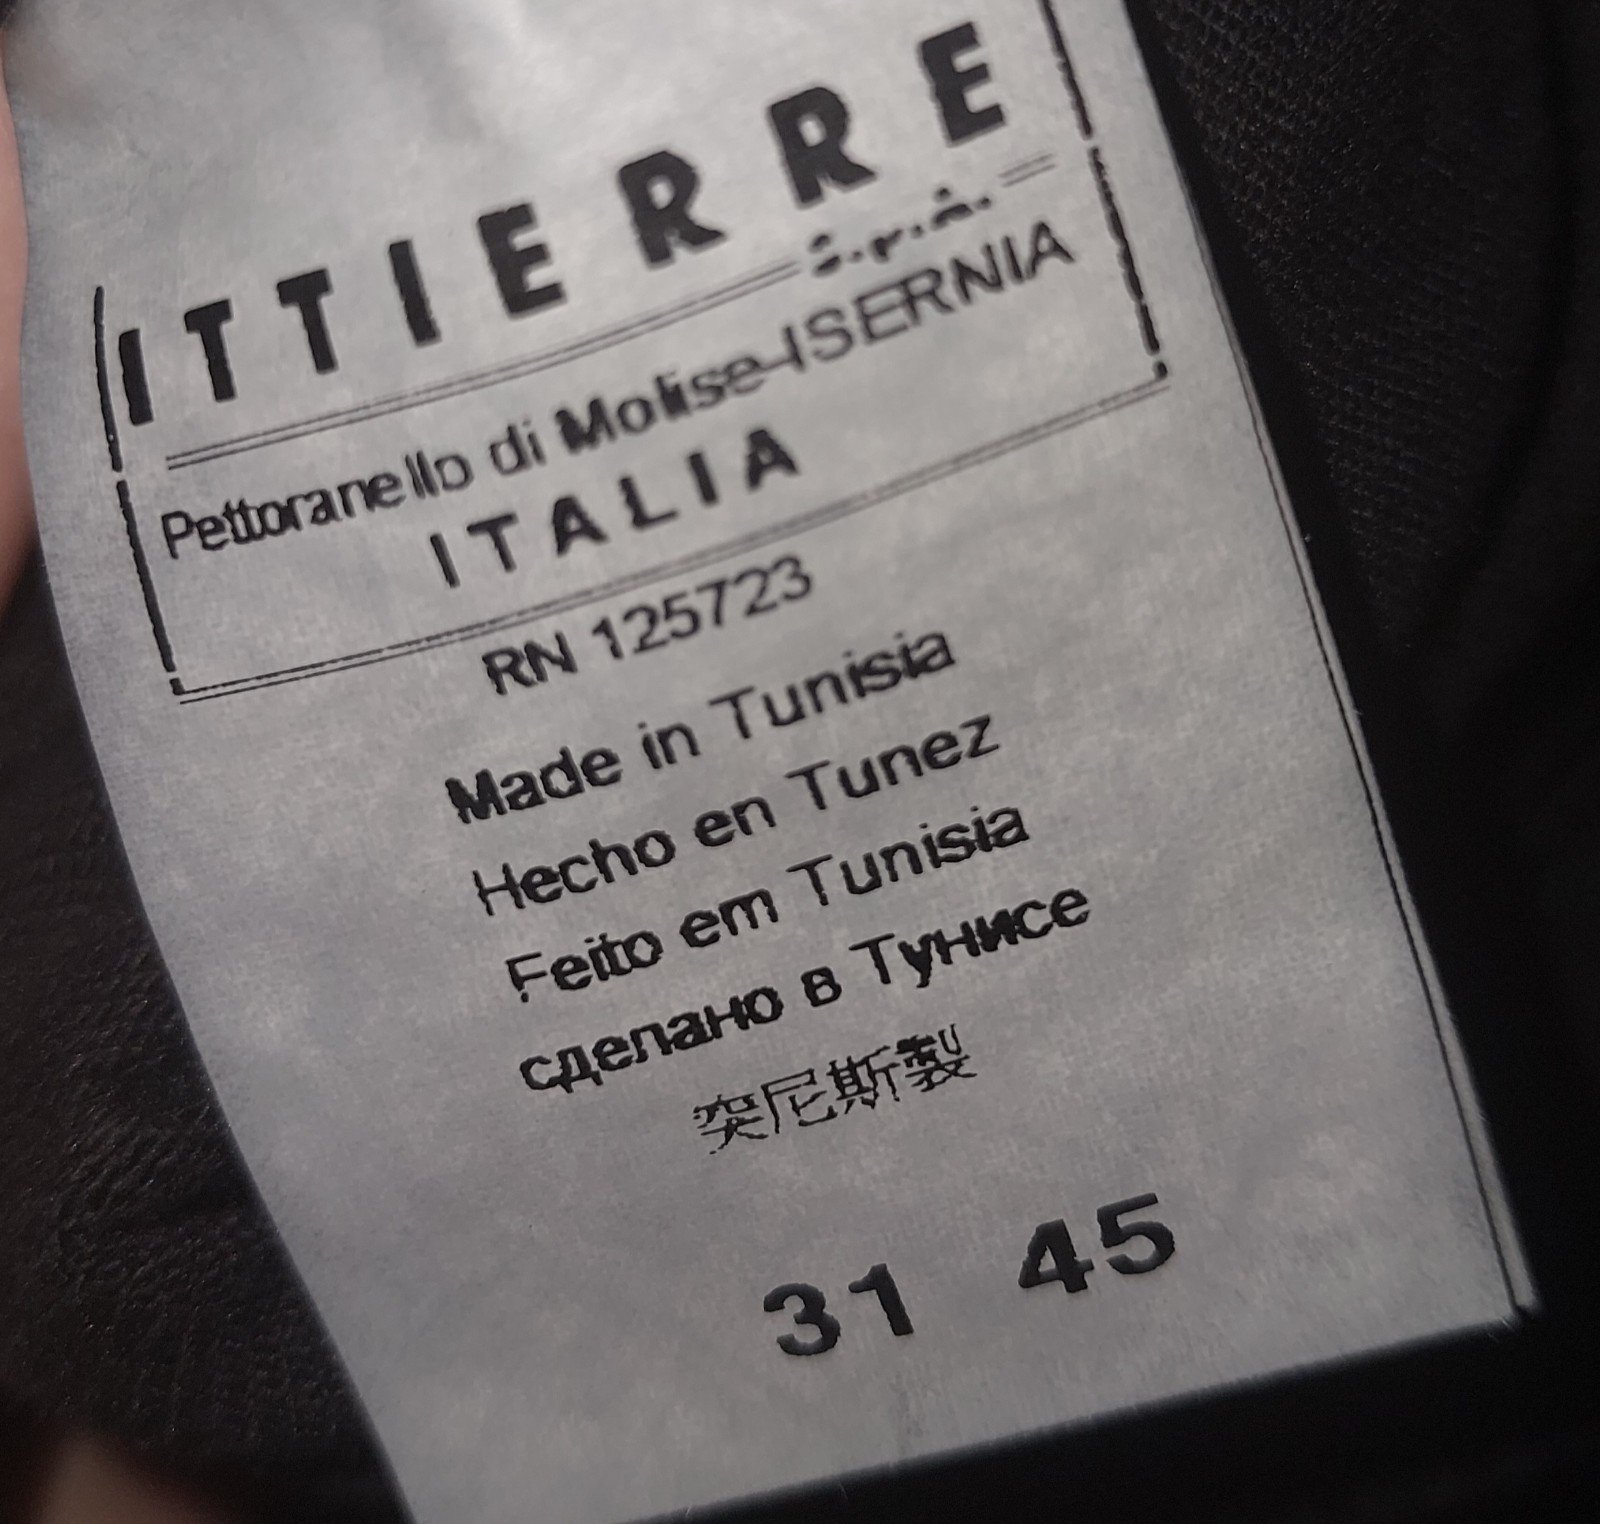 ITTIERRE
S.p.A.
Pettoranello di Molise-ISERNIA
ITALIA
RN 125723
Made in Tunisia
Hecho en Tunez
Feito em Tunisia
сделано в Тунисе
突尼斯製
31 45